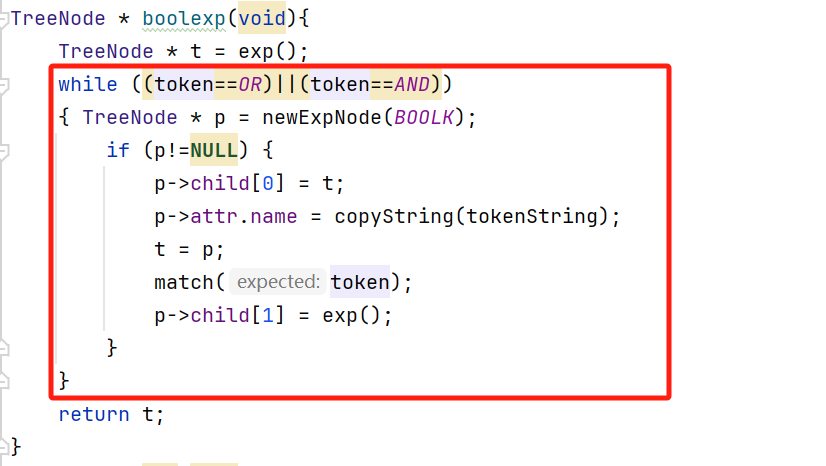 TreeNode * boolexp(void){
    TreeNode * t = exp();
    while ((token==OR)||(token==AND))
    { TreeNode * p = newExpNode(BOOLK);
        if (p!=NULL) {
            p->child[0] = t;
            p->attr.name = copyString(tokenString);
            t = p;
            match( expected: token);
            p->child[1] = exp();
        }
    }
    return t;
}